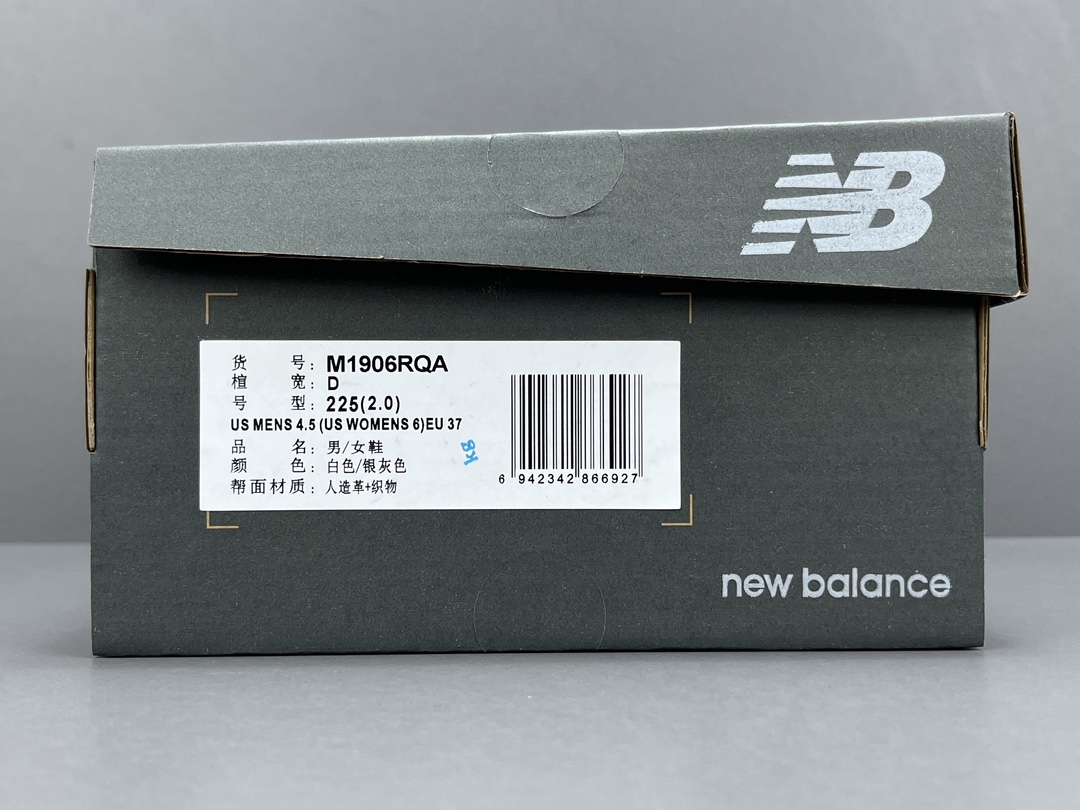 NB
货 号：M1906RQA
楦 宽：D
号 型：225(2.0)
US MENS 4.5 (US WOMENS 6)EU 37
品 名：男/女鞋
颜 色：白色/银灰色
帮面材质：人造革+织物
KB
6 942342 866927
new balance